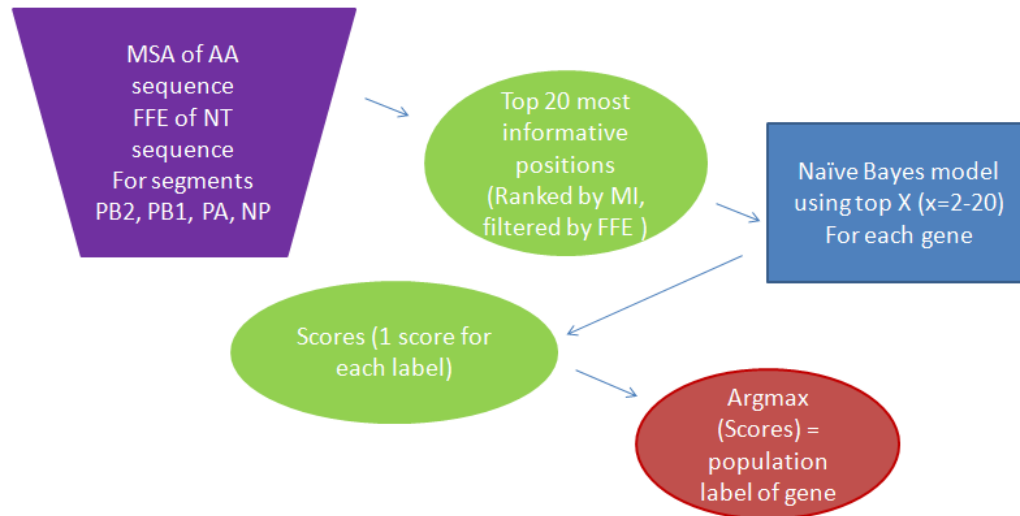 MSA of AA
sequence
FFE of NT
sequence
For segments
PB2, PB1, PA, NP
Top 20 most
informative
positions
(Ranked by MI,
filtered by FFE )
Naïve Bayes model
using top X (x=2-20)
For each gene
Scores (1 score for
each label)
Argmax
(Scores) =
population
label of gene